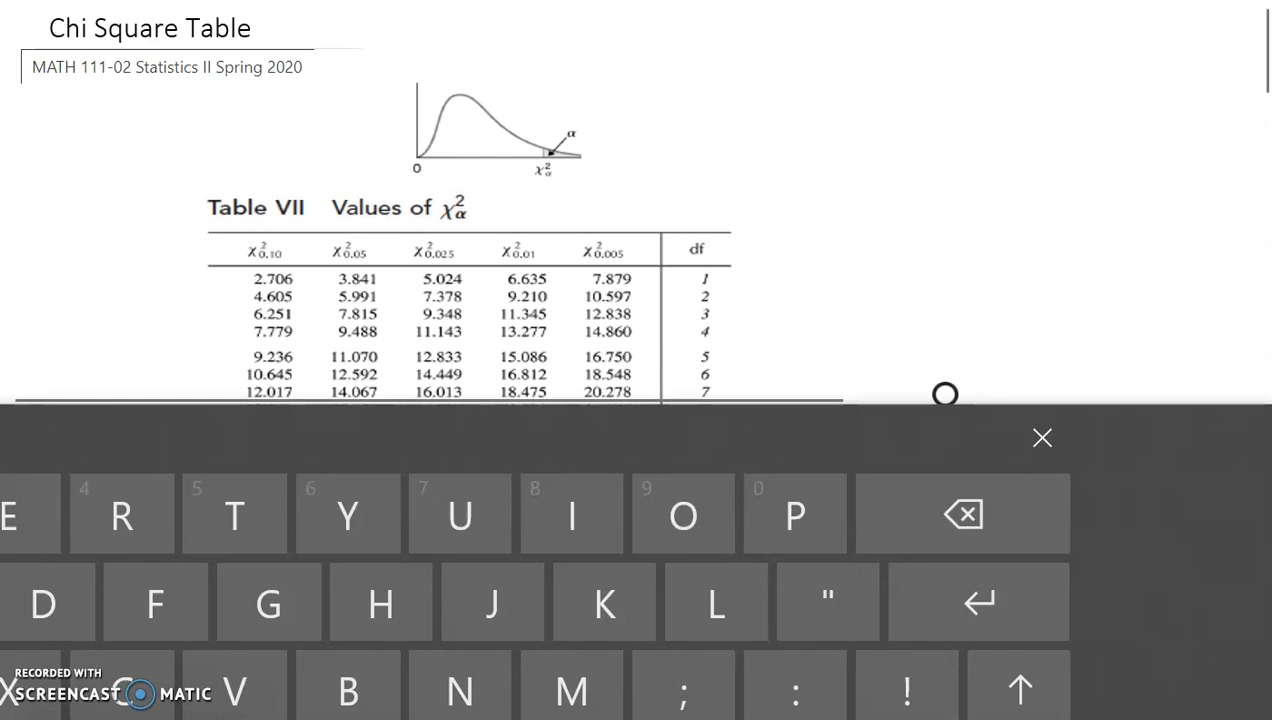 Chi Square Table
MATH 111-02 Statistics II Spring 2020
α
0 χ²α
Table VII Values of χ²α
χ²0.10 χ²0.05 χ²0.025 χ²0.01 χ²0.005 df
2.706 3.841 5.024 6.635 7.879 1
4.605 5.991 7.378 9.210 10.597 2
6.251 7.815 9.348 11.345 12.838 3
7.779 9.488 11.143 13.277 14.860 4
9.236 11.070 12.833 15.086 16.750 5
10.645 12.592 14.449 16.812 18.548 6
12.017 14.067 16.013 18.475 20.278 7
4 5 6 7 8 9 0
E R T Y U I O P
D F G H J K L "
X C V B N M ; : !
RECORDED WITH
SCREENCAST MATIC